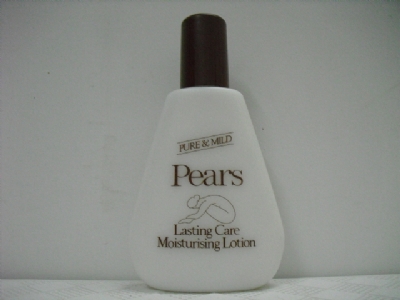 PURE & MILD
Pears
Lasting Care
Moisturising Lotion